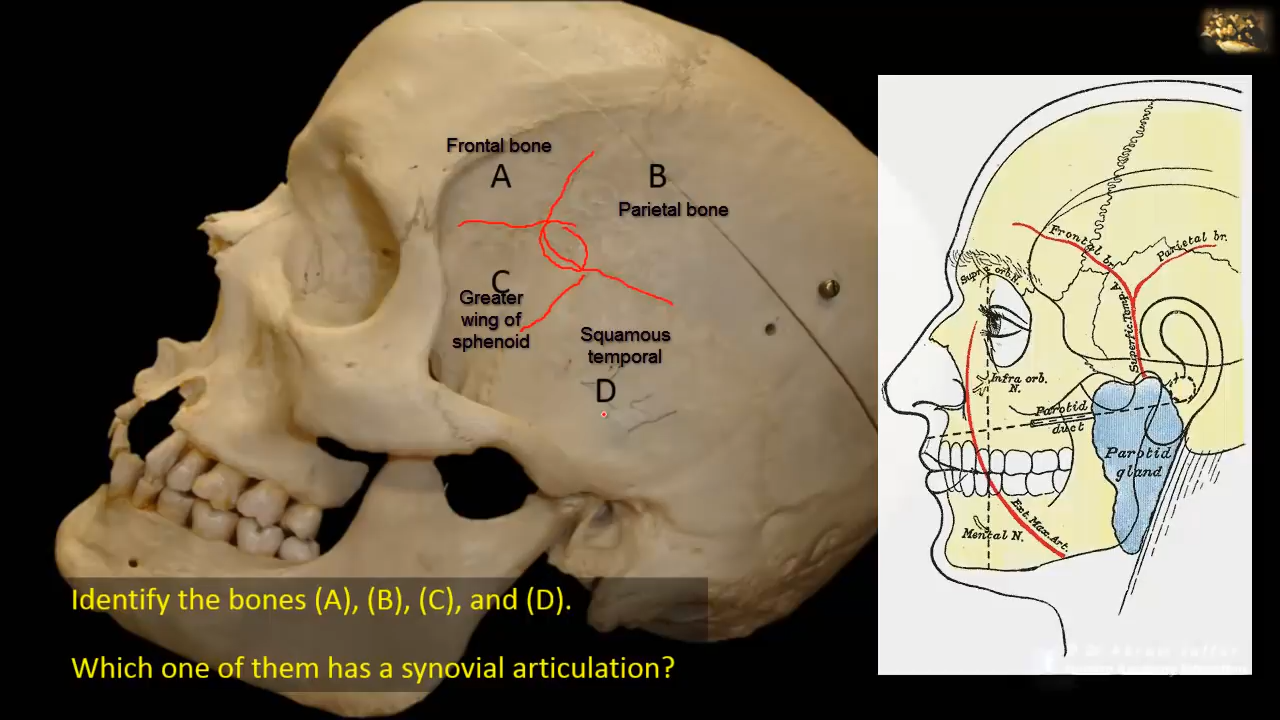 Frontal bone
A
B
Parietal bone
C
Greater
wing of
sphenoid
Squamous
temporal
D
Identify the bones (A), (B), (C), and (D).
Which one of them has a synovial articulation?
Frontal br.
Parietal br.
Supra orb. N.
Superfic. Temp. A.
Infra orb.
N.
Parotid
duct
Parotid
gland
Mental N.
Ext. Max. Art.